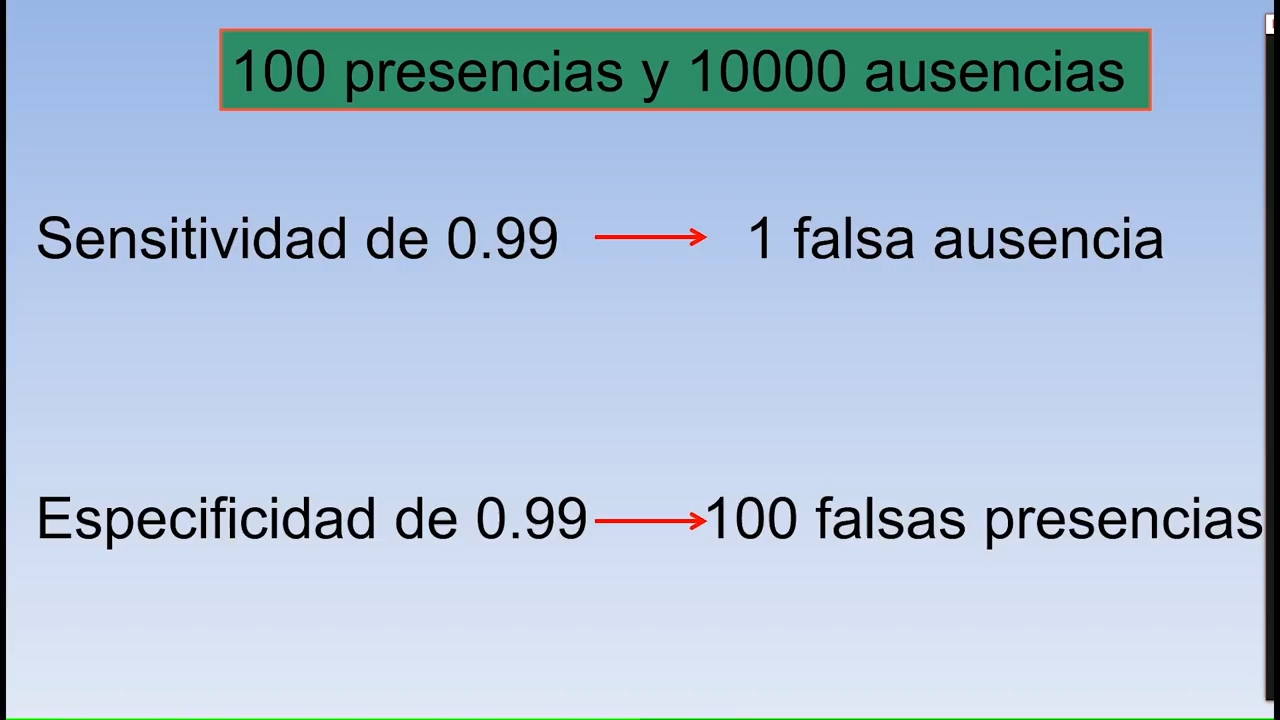 100 presencias y 10000 ausencias
Sensitividad de 0.99 1 falsa ausencia
Especificidad de 0.99 100 falsas presencias